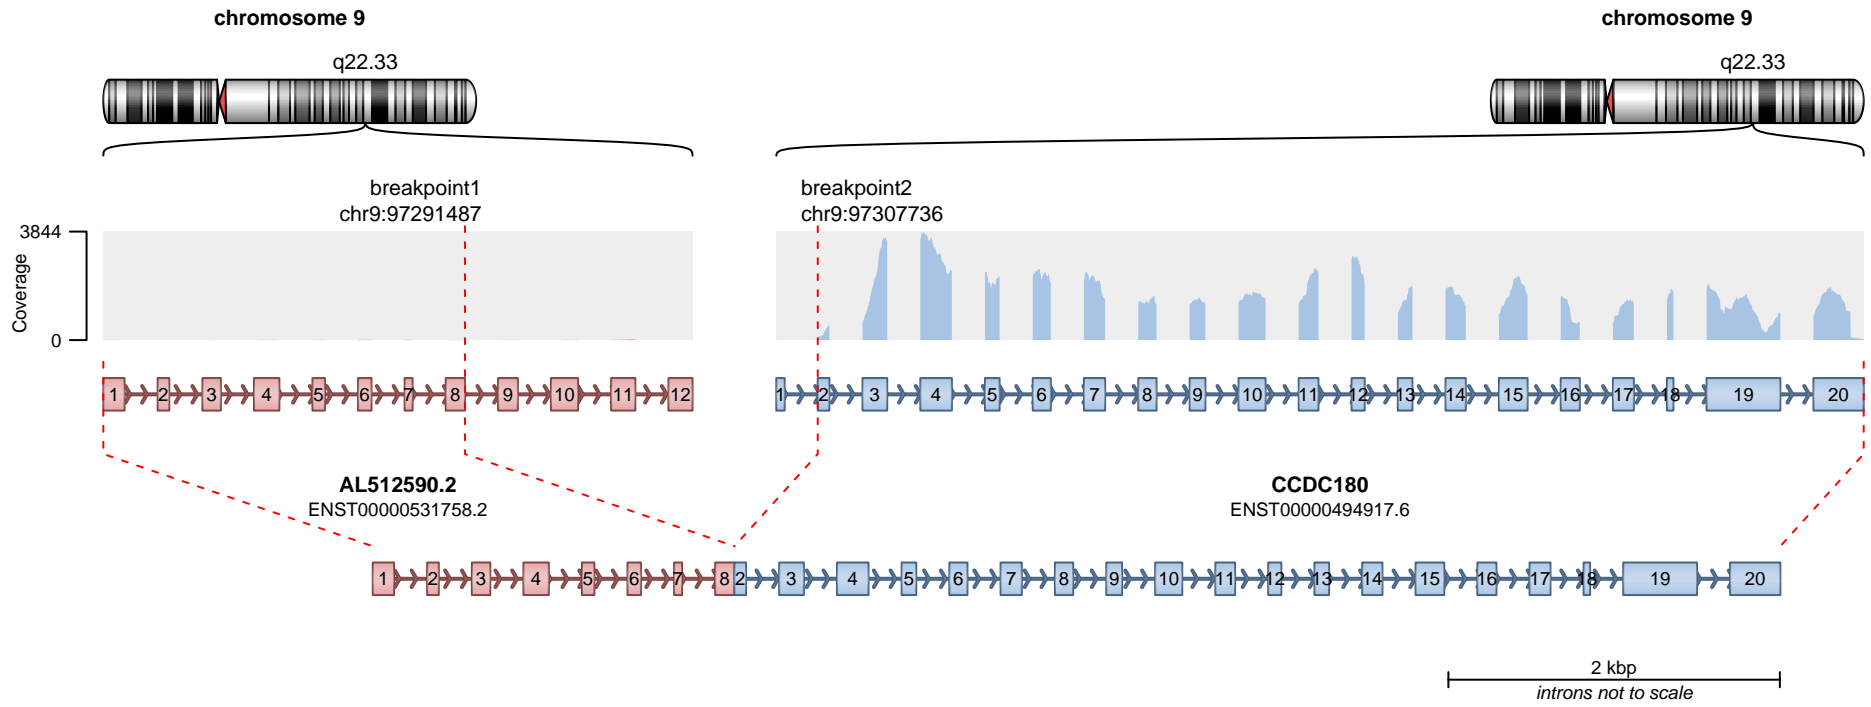 chromosome 9 chromosome 9
q22.33 q22.33
breakpoint1 breakpoint2
chr9:97291487 chr9:97307736
3844
Coverage
0
1 2 3 4 5 6 7 8 9 10 11 12 1 2 3 4 5 6 7 8 9 10 11 12 13 14 15 16 17 18 19 20
AL512590.2 CCDC180
ENST00000531758.2 ENST00000494917.6
1 2 3 4 5 6 7 8 2 3 4 5 6 7 8 9 10 11 12 13 14 15 16 17 18 19 20
2 kbp
introns not to scale